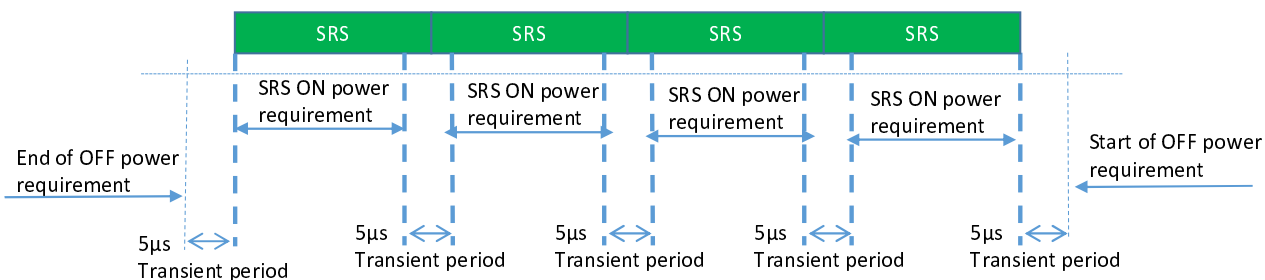 SRS
SRS
SRS
SRS
SRS ON power
requirement
SRS ON power
requirement
SRS ON power
requirement
SRS ON power
requirement
End of OFF power
requirement
Start of OFF power
requirement
5µs
Transient period
5µs
Transient period
5µs
Transient period
5µs
Transient period
5µs
Transient period